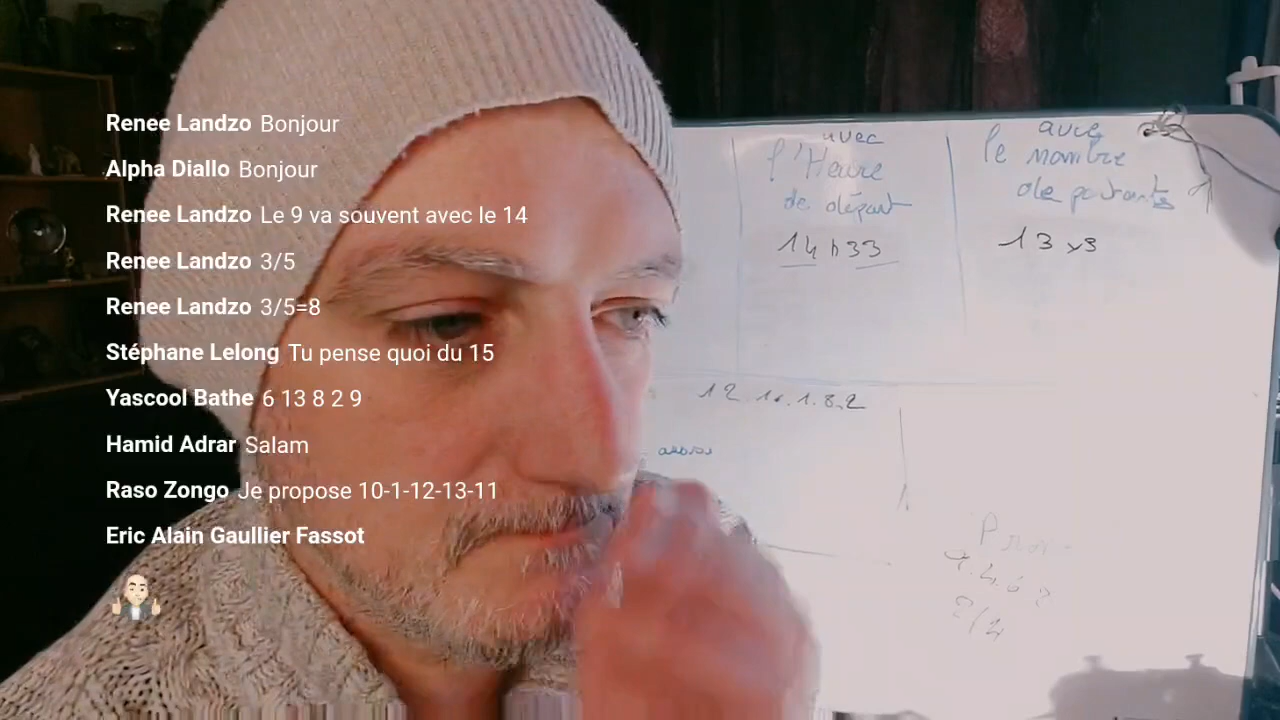 Renee Landzo Bonjour
Alpha Diallo Bonjour
Renee Landzo Le 9 va souvent avec le 14
Renee Landzo 3/5
Renee Landzo 3/5=8
Stéphane Lelong Tu pense quoi du 15
Yascool Bathe 6 13 8 2 9
Hamid Adrar Salam
Raso Zongo Je propose 10-1-12-13-11
Eric Alain Gaullier Fassot
avec
l'Heure
de départ
14h33
avec
le nombre
de partants
13